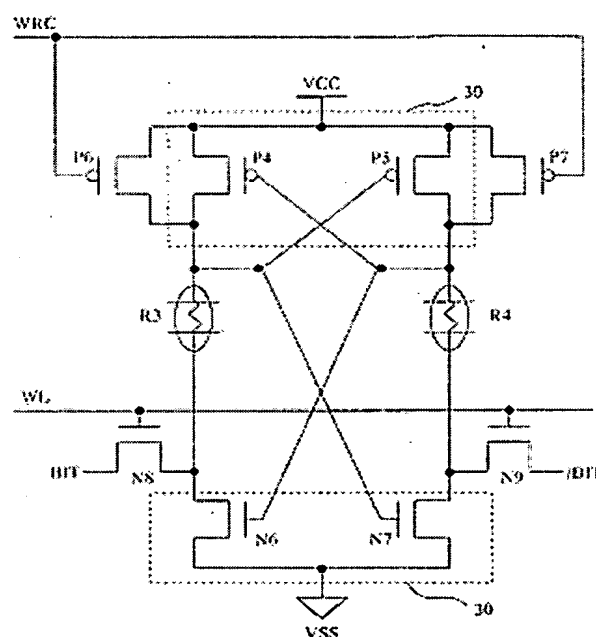 WRC
30
VCC
P6 P4 P5 P7
R3 R4
WL
BIT N8 N9 /BIT
N6 N7
30
VSS